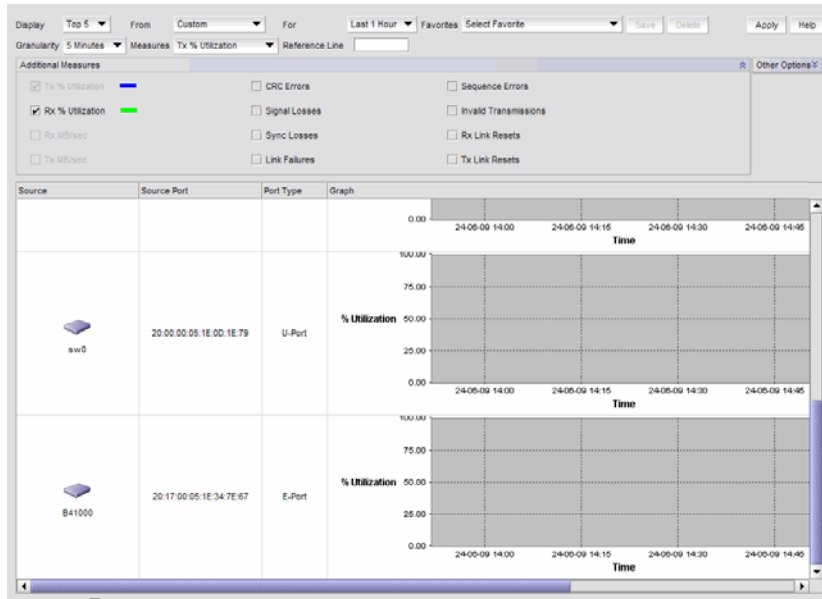 Display Top 5 From Custom For Last 1 Hour Favorites Select Favorite Save Delete Apply Help
Granularity 5 Minutes Measures Tx % Utilization Reference Line
Additional Measures Other Options
Tx % Utilization CRC Errors Sequence Errors
Rx % Utilization Signal Losses Invalid Transmissions
Rx MB/sec Sync Losses Rx Link Resets
Tx MB/sec Link Failures Tx Link Resets
Source Source Port Port Type Graph
0.00
24-06-09 14:00 24-06-09 14:15 24-06-09 14:30 24-06-09 14:45
Time
100.00
75.00
% Utilization 50.00
sw0 20:00:00:05:1E:0D:1E:79 U-Port
25.00
0.00
24-06-09 14:00 24-06-09 14:15 24-06-09 14:30 24-06-09 14:45
Time
100.00
75.00
% Utilization 50.00
B41000 20:17:00:05:1E:34:7E:67 E-Port
25.00
0.00
24-06-09 14:00 24-06-09 14:15 24-06-09 14:30 24-06-09 14:45
Time